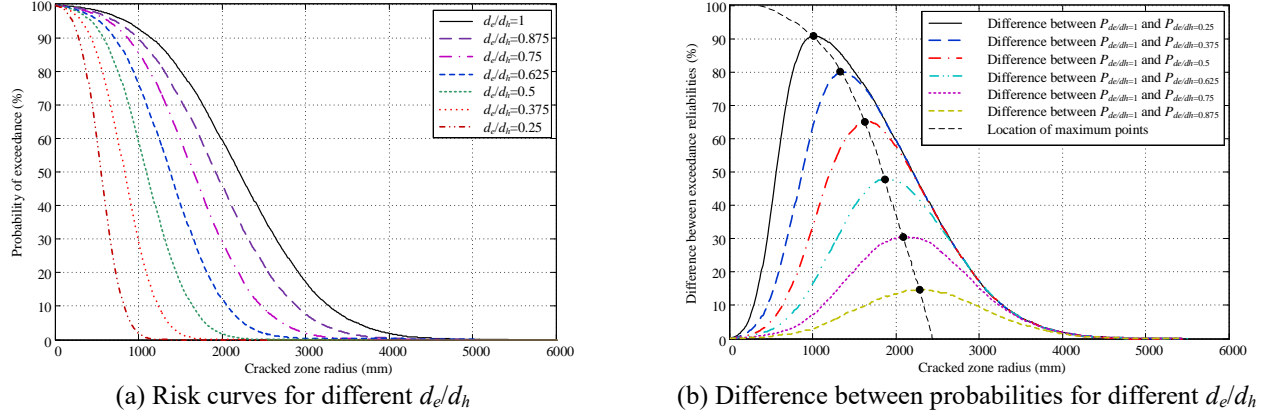 100
90
80
70
60
50
40
30
20
10
0
Probability of exceedance (%)
0 1000 2000 3000 4000 5000 6000
Cracked zone radius (mm)
de/dh=1
de/dh=0.875
de/dh=0.75
de/dh=0.625
de/dh=0.5
de/dh=0.375
de/dh=0.25
(a) Risk curves for different de/dh
100
90
80
70
60
50
40
30
20
10
0
Difference beween exceedance reliabilities (%)
0 1000 2000 3000 4000 5000 6000
Cracked zone radius (mm)
Difference between Pde/dh=1 and Pde/dh=0.25
Difference between Pde/dh=1 and Pde/dh=0.375
Difference between Pde/dh=1 and Pde/dh=0.5
Difference between Pde/dh=1 and Pde/dh=0.625
Difference between Pde/dh=1 and Pde/dh=0.75
Difference between Pde/dh=1 and Pde/dh=0.875
Location of maximum points
(b) Difference between probabilities for different de/dh